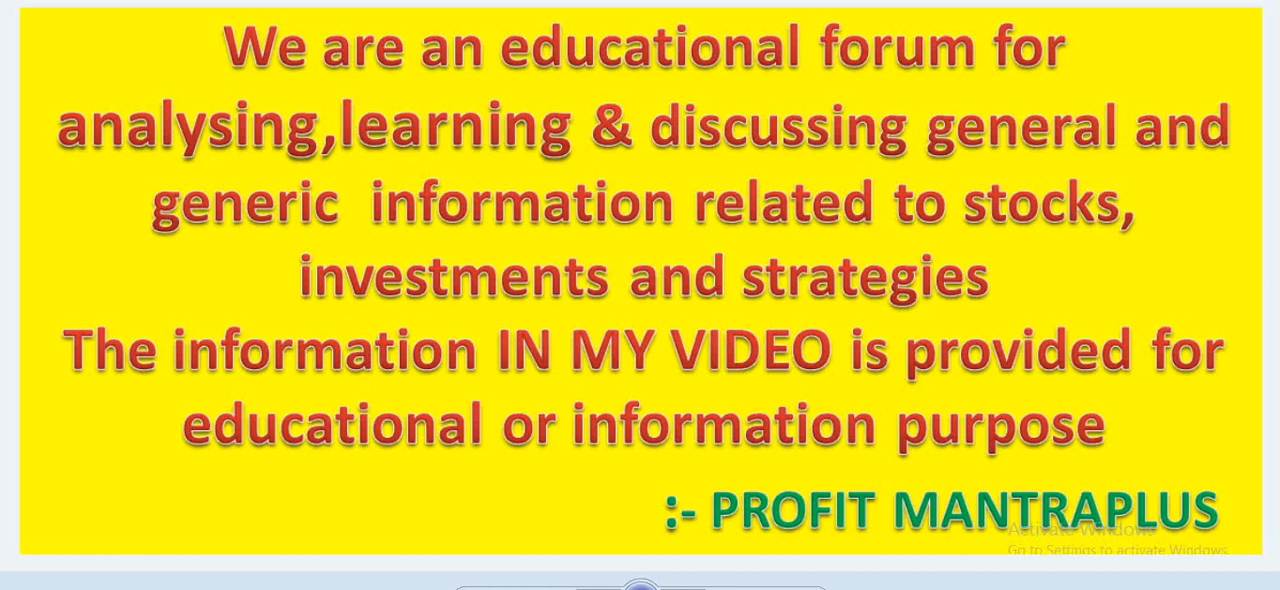 We are an educational forum for
analysing,learning & discussing general and
generic information related to stocks,
investments and strategies
The information IN MY VIDEO is provided for
educational or information purpose
:- PROFIT MANTRAPLUS
Activate Windows
Go to Settings to activate Windows.